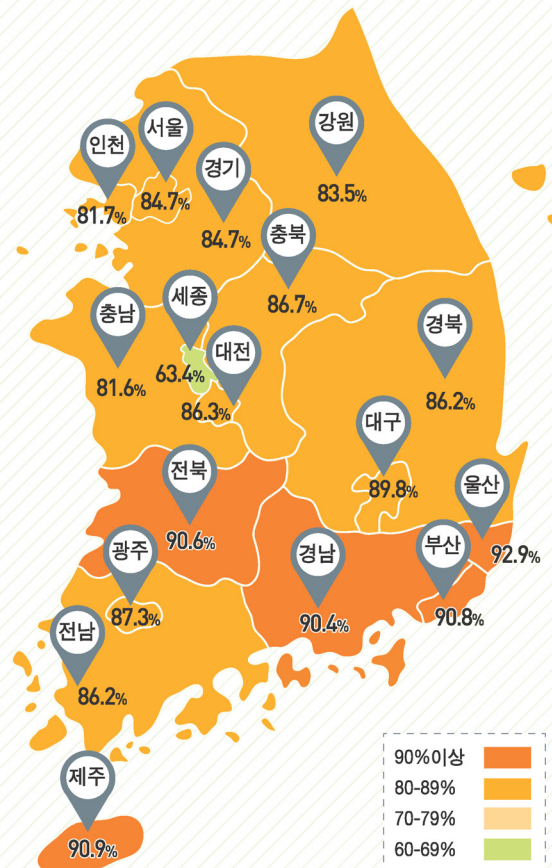 강원
83.5%
서울
84.7%
인천
81.7%
경기
84.7%
충북
86.7%
세종
63.4%
충남
81.6%
대전
86.3%
경북
86.2%
대구
89.8%
전북
90.6%
울산
92.9%
경남
90.4%
부산
90.8%
광주
87.3%
전남
86.2%
제주
90.9%
90%이상
80-89%
70-79%
60-69%